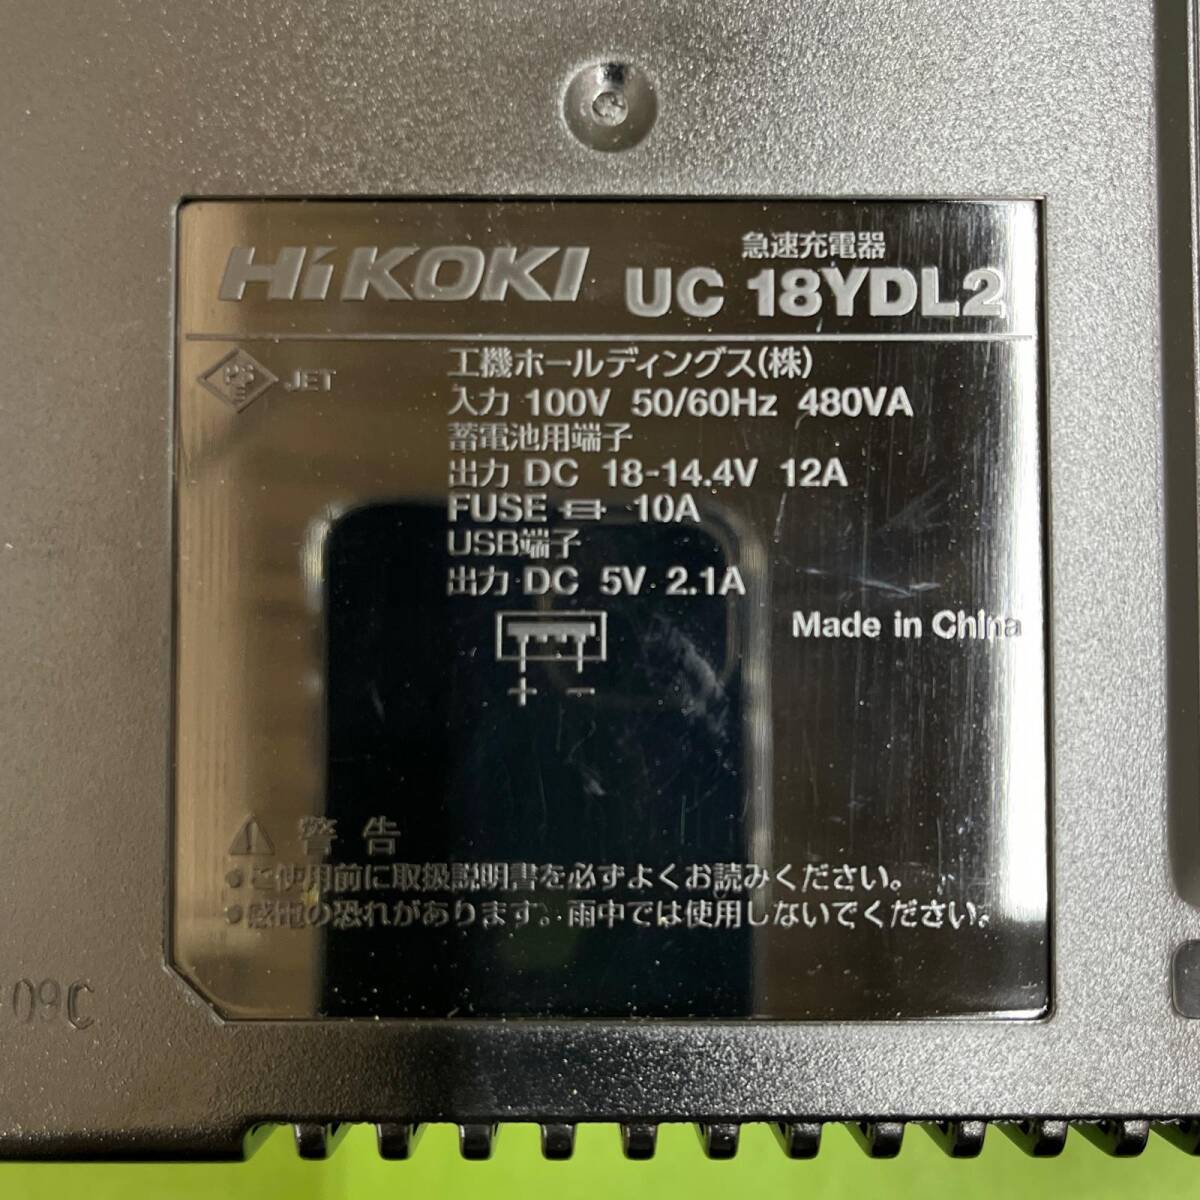 HiKOKI
急速充電器
UC 18YDL2
JET
工機ホールディングス(株)
入力 100V 50/60Hz 480VA
蓄電池用端子
出力 DC 18-14.4V 12A
FUSE 10A
USB端子
出力 DC 5V 2.1A
+ −
Made in China
警告
•ご使用前に取扱説明書を必ずよくお読みください。
•感電の恐れがあります。雨中では使用しないでください。
09C